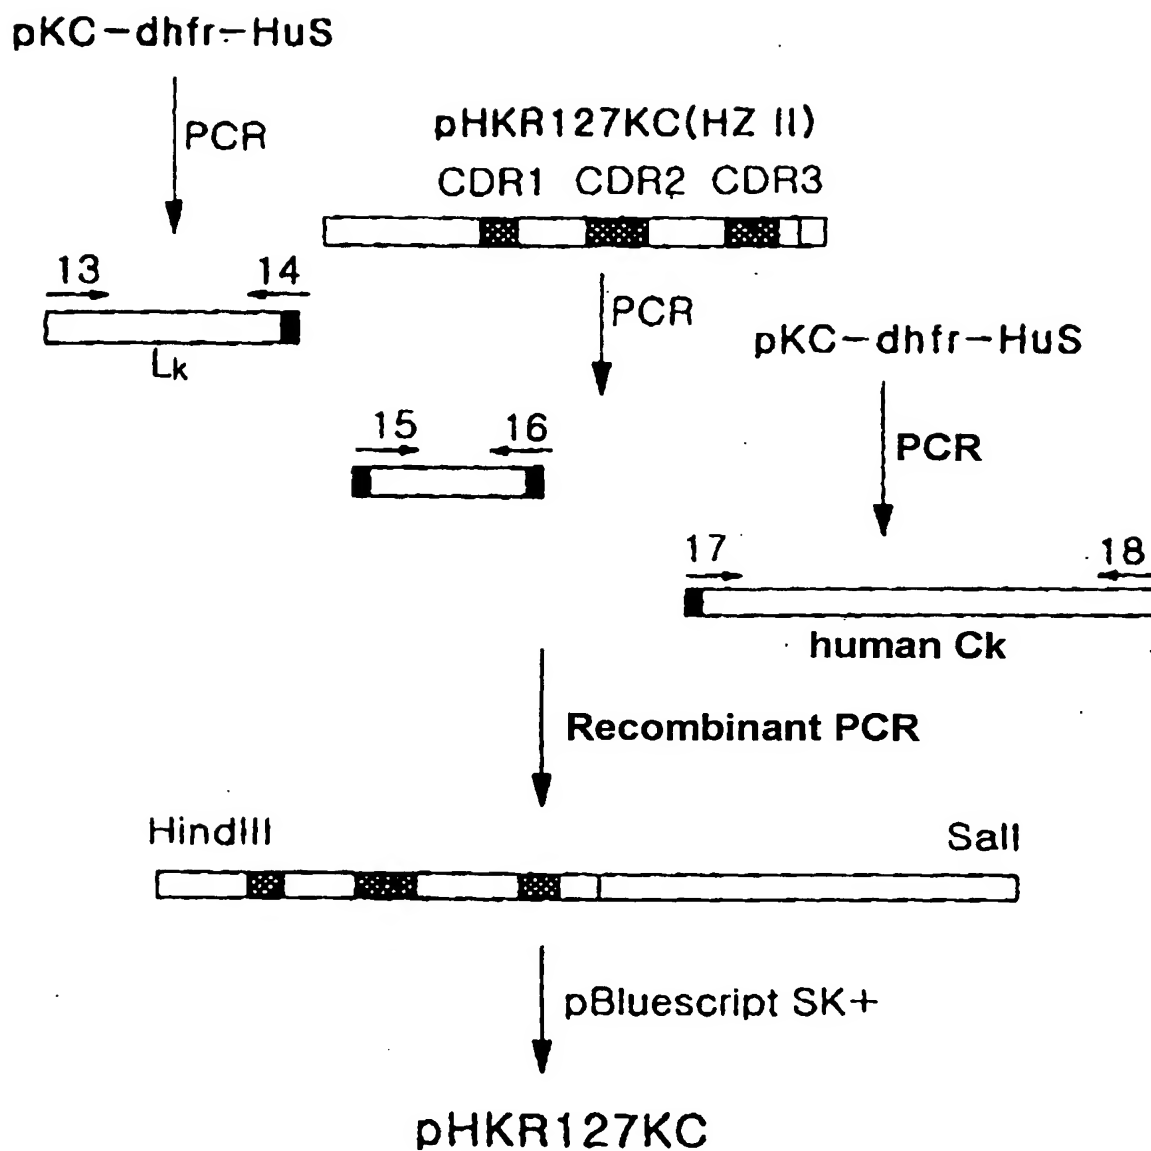 pKC-dhfr-HuS
PCR
pHKR127KC(HZ II)
CDR1 CDR2 CDR3
13 14
Lk
PCR
pKC-dhfr-HuS
15 16
PCR
17 18
human Ck
Recombinant PCR
HindIII SalI
pBluescript SK+
pHKR127KC